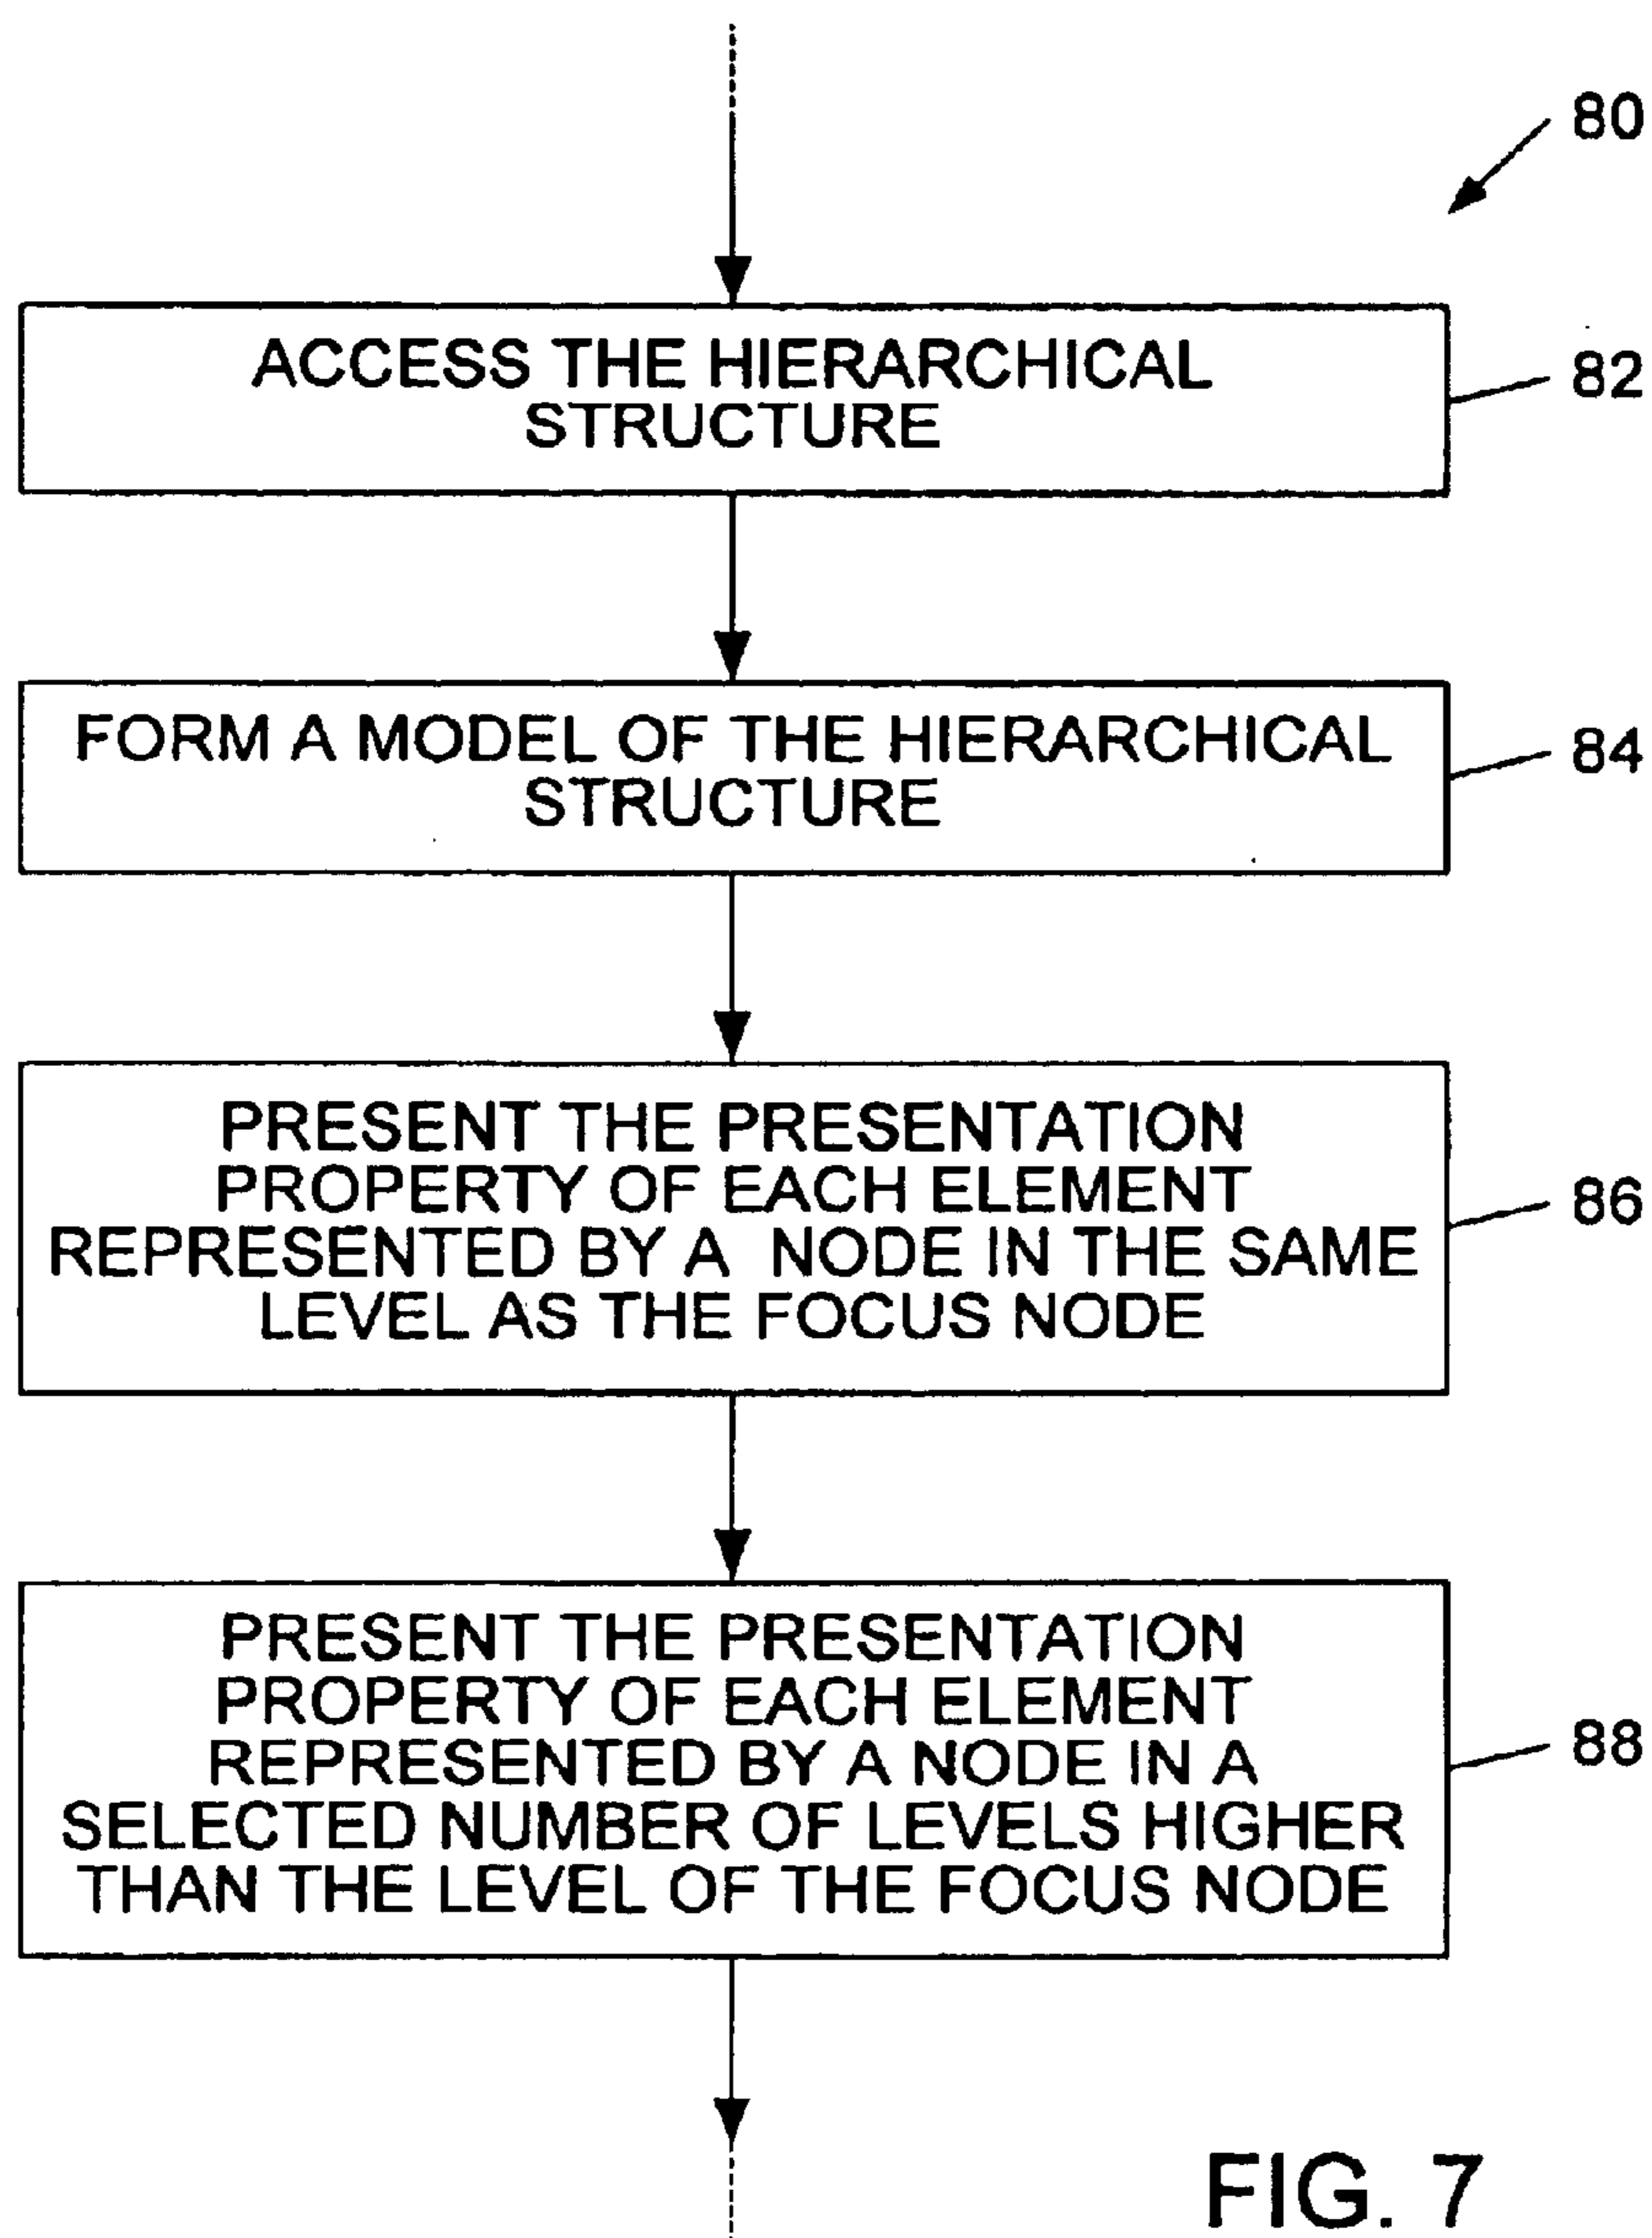 80
ACCESS THE HIERARCHICAL
STRUCTURE
82
FORM A MODEL OF THE HIERARCHICAL
STRUCTURE
84
PRESENT THE PRESENTATION
PROPERTY OF EACH ELEMENT
REPRESENTED BY A NODE IN THE SAME
LEVEL AS THE FOCUS NODE
86
PRESENT THE PRESENTATION
PROPERTY OF EACH ELEMENT
REPRESENTED BY A NODE IN A
SELECTED NUMBER OF LEVELS HIGHER
THAN THE LEVEL OF THE FOCUS NODE
88
FIG. 7